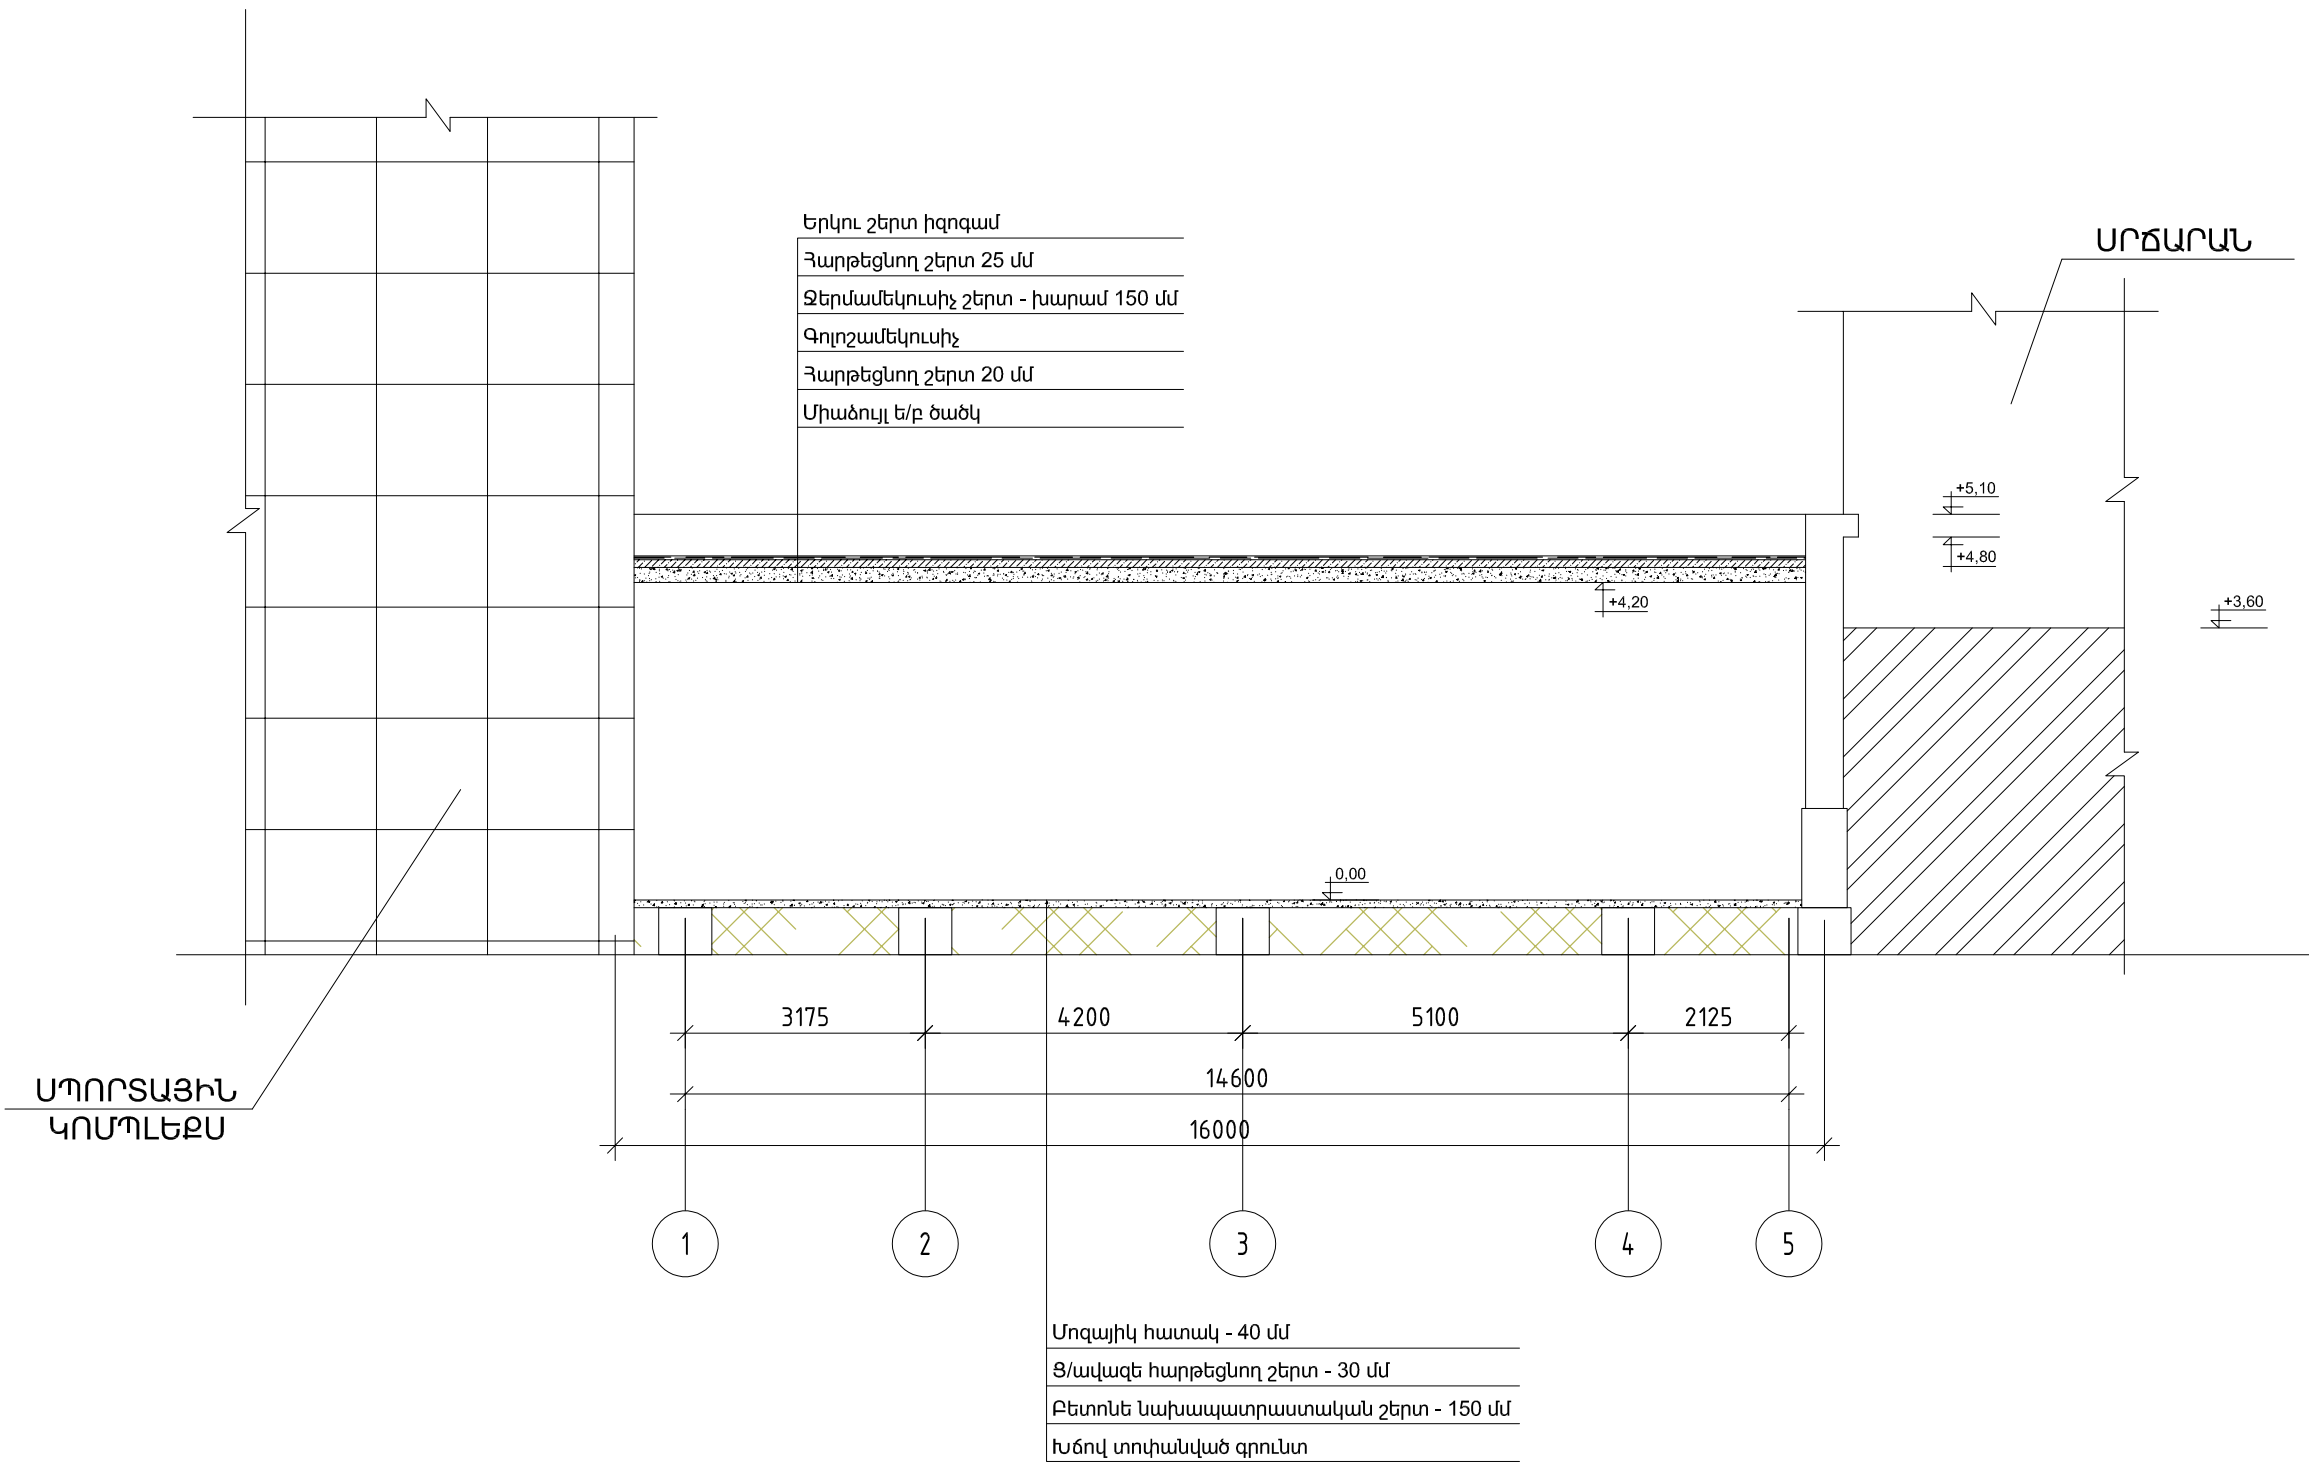 Երկու շերտ իզոգամ
Հարթեցնող շերտ 25 մմ
Ջերմամեկուսիչ շերտ - խարամ 150 մմ
Գոլոշամեկուսիչ
Հարթեցնող շերտ 20 մմ
Միաձույլ ե/բ ծածկ
ՍՐՃԱՐԱՆ
+5,10
+4,80
+4,20
+3,60
0,00
3175
4200
5100
2125
14600
16000
ՍՊՈՐՏԱՅԻՆ
ԿՈՄՊԼԵՔՍ
1
2
3
4
5
Մոզայիկ հատակ - 40 մմ
Ց/ավազե հարթեցնող շերտ - 30 մմ
Բետոնե նախապատրաստական շերտ - 150 մմ
Խճով տոփանված գրունտ